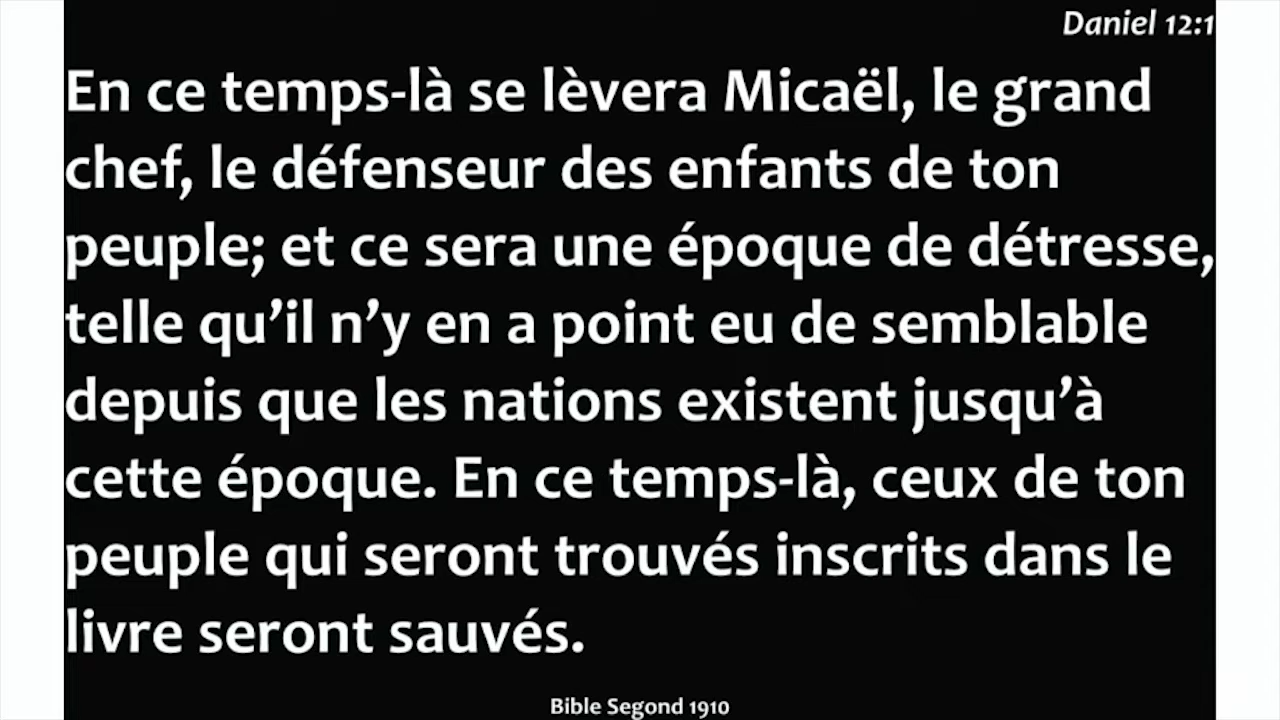 Daniel 12:1
En ce temps-là se lèvera Micaël, le grand
chef, le défenseur des enfants de ton
peuple; et ce sera une époque de détresse,
telle qu’il n’y en a point eu de semblable
depuis que les nations existent jusqu’à
cette époque. En ce temps-là, ceux de ton
peuple qui seront trouvés inscrits dans le
livre seront sauvés.
Bible Segond 1910